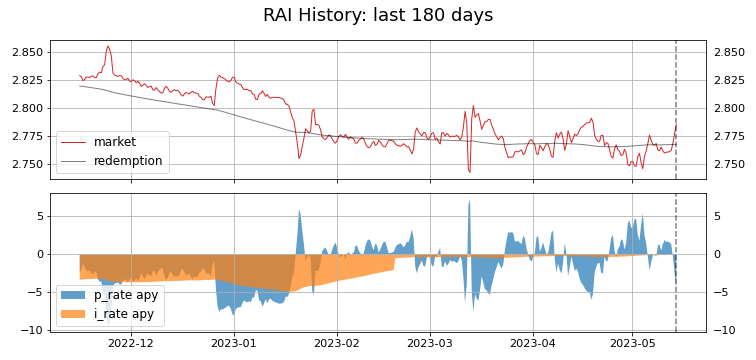 RAI History: last 180 days
2.850 2.850
2.825 2.825
2.800 2.800
2.775 2.775
2.750 2.750
market
redemption
5 5
0 0
−5 −5
−10 −10
p_rate apy
i_rate apy
2022-12 2023-01 2023-02 2023-03 2023-04 2023-05